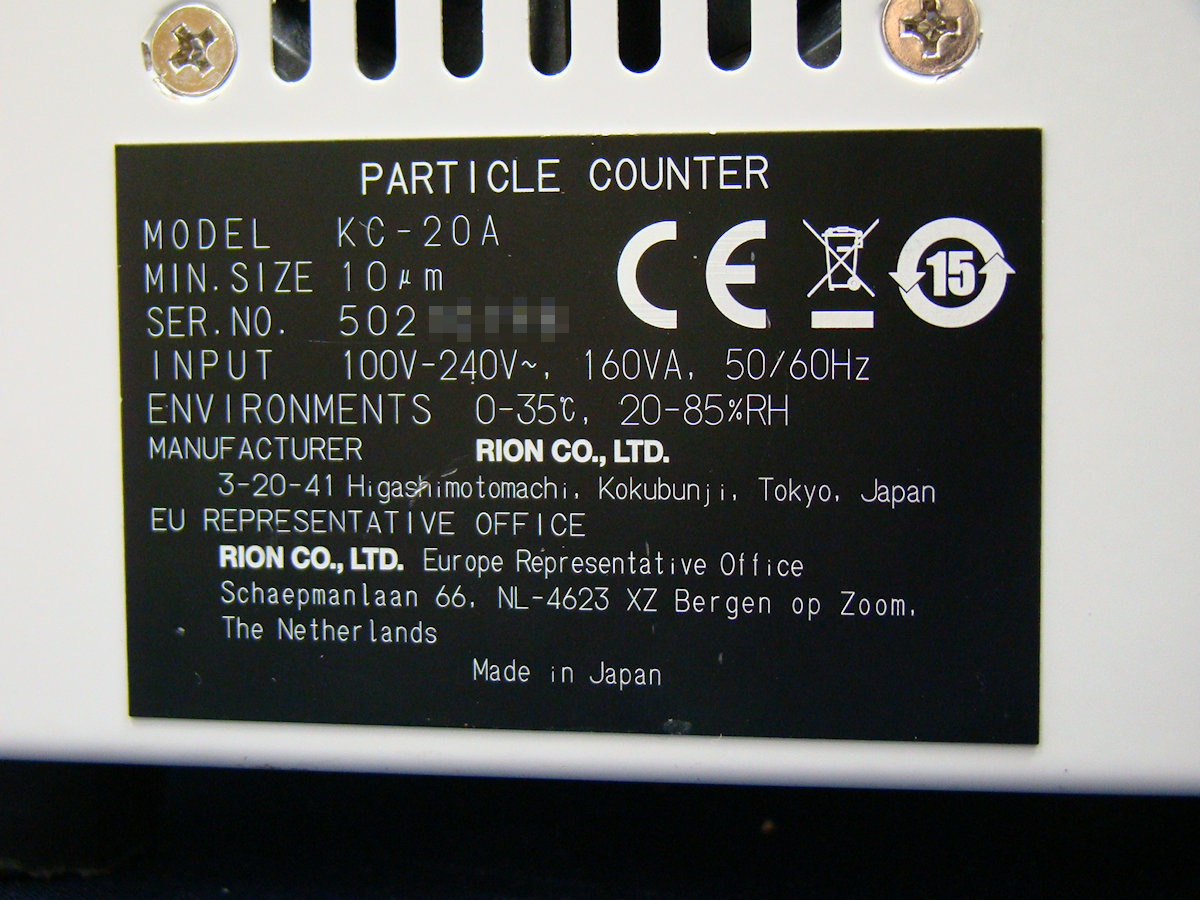 PARTICLE COUNTER
MODEL KC-20A
MIN. SIZE 10μm
SER. NO. 502
INPUT 100V-240V~, 160VA, 50/60Hz
ENVIRONMENTS 0-35℃, 20-85%RH
MANUFACTURER RION CO., LTD.
3-20-41 Higashimotomachi, Kokubunji, Tokyo, Japan
EU REPRESENTATIVE OFFICE
RION CO., LTD. Europe Representative Office
Schaepmanlaan 66, NL-4623 XZ Bergen op Zoom,
The Netherlands
Made in Japan
CE
15